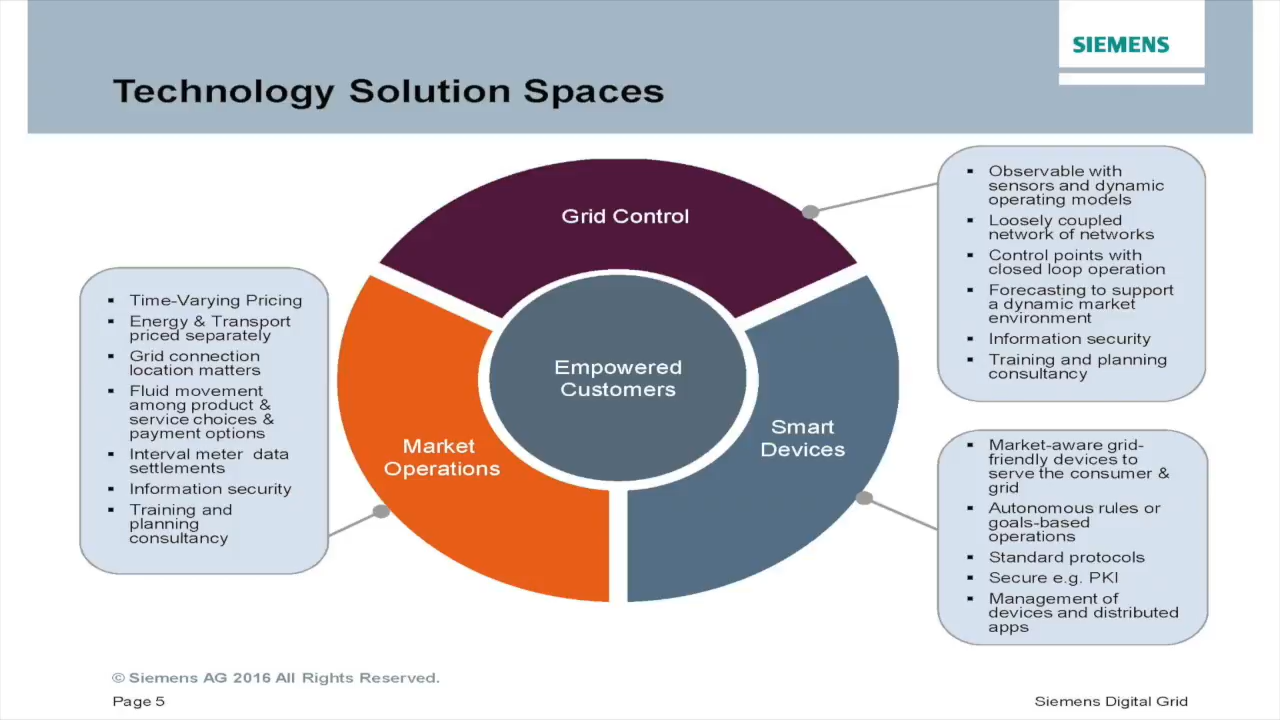 SIEMENS
Technology Solution Spaces
Grid Control
Empowered
Customers
Market
Operations
Smart
Devices
▪ Time-Varying Pricing
▪ Energy & Transport
priced separately
▪ Grid connection
location matters
▪ Fluid movement
among product &
service choices &
payment options
▪ Interval meter data
settlements
▪ Information security
▪ Training and
planning
consultancy
▪ Observable with
sensors and dynamic
operating models
▪ Loosely coupled
network of networks
▪ Control points with
closed loop operation
▪ Forecasting to support
a dynamic market
environment
▪ Information security
▪ Training and planning
consultancy
▪ Market-aware grid-
friendly devices to
serve the consumer &
grid
▪ Autonomous rules or
goals-based
operations
▪ Standard protocols
▪ Secure e.g. PKI
▪ Management of
devices and distributed
apps
© Siemens AG 2016 All Rights Reserved.
Page 5
Siemens Digital Grid